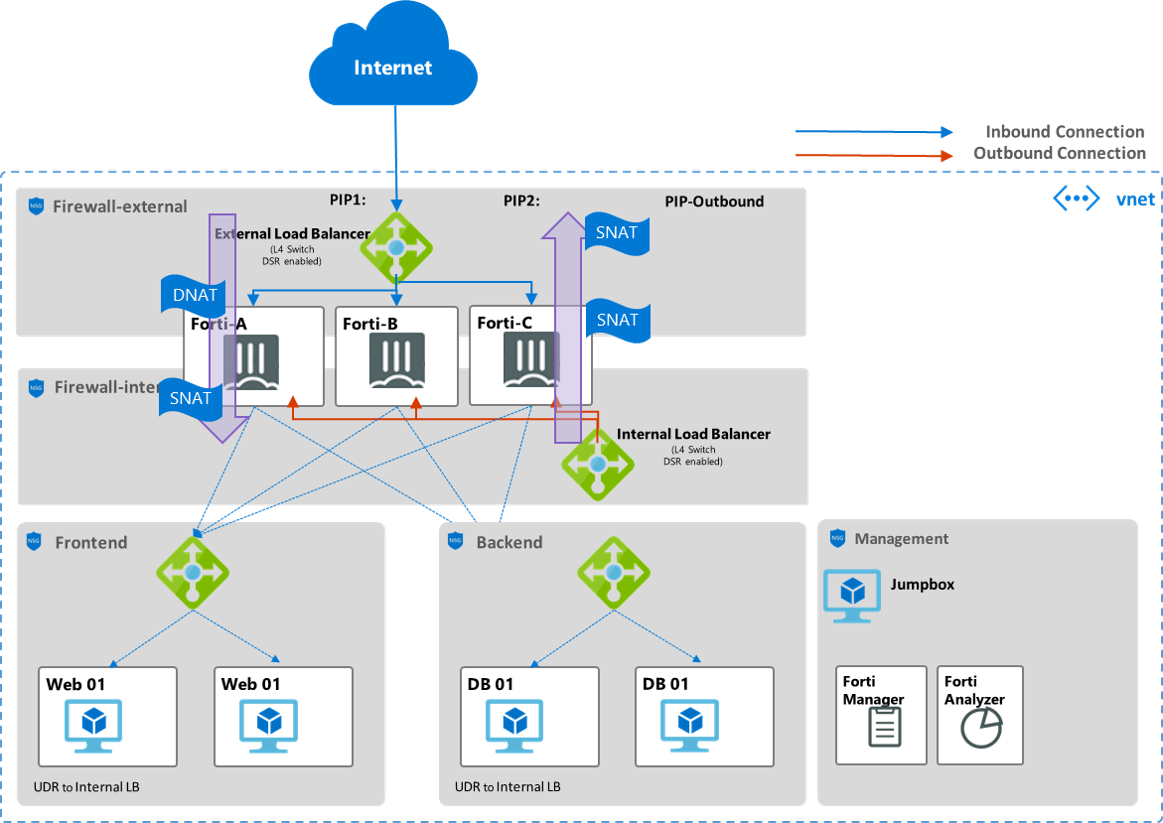 Internet
Inbound Connection
Outbound Connection
vnet
NSG
Firewall-external
PIP1:
PIP2:
PIP-Outbound
External Load Balancer
(L4 Switch
DSR enabled)
SNAT
DNAT
SNAT
Forti-A
Forti-B
Forti-C
NSG
Firewall-inter
SNAT
Internal Load Balancer
(L4 Switch
DSR enabled)
NSG
Frontend
NSG
Backend
NSG
Management
Jumpbox
Web 01
Web 01
DB 01
DB 01
Forti
Manager
Forti
Analyzer
UDR to Internal LB
UDR to Internal LB